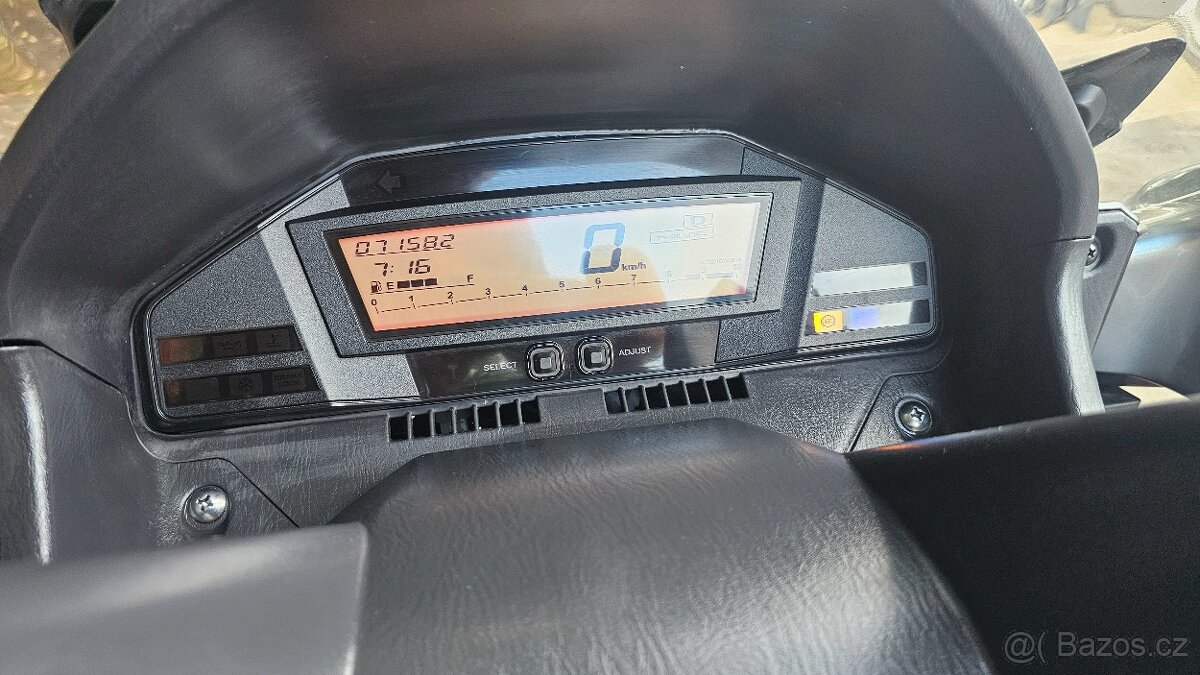 071582
7:16
0
km/h
E F
0 1 2 3 4 5 6 7 8 9 10
SELECT
ADJUST
@( Bazos.cz